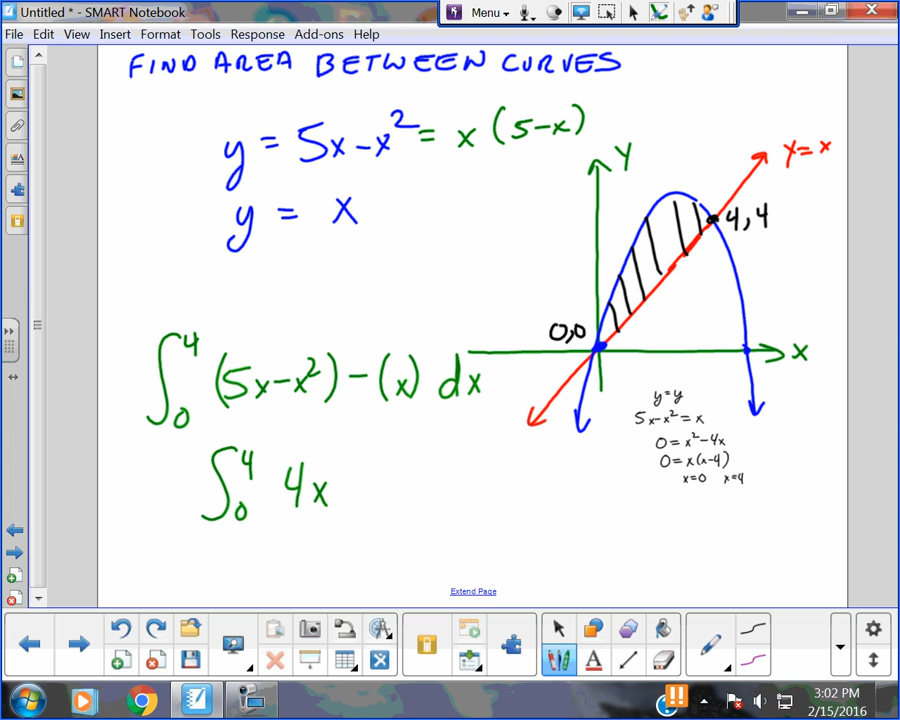 Untitled * - SMART Notebook
Menu
File Edit View Insert Format Tools Response Add-ons Help
FIND AREA BETWEEN CURVES
y = 5x-x² = x (5-x)
y = x
Y
y=x
4,4
0,0
X
∫₀⁴ (5x-x²) - (x) dx
∫₀⁴ 4x
y=y
5x-x²=x
0=x²-4x
0=x(x-4)
x=0 x=4
Extend Page
3:02 PM
2/15/2016